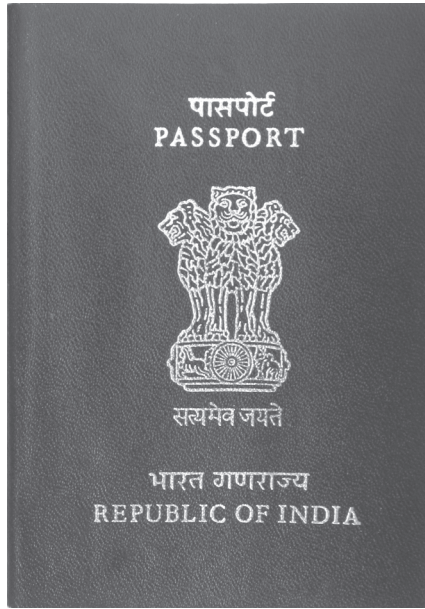 पासपोर्ट
PASSPORT
सत्यमेव जयते
भारत गणराज्य
REPUBLIC OF INDIA